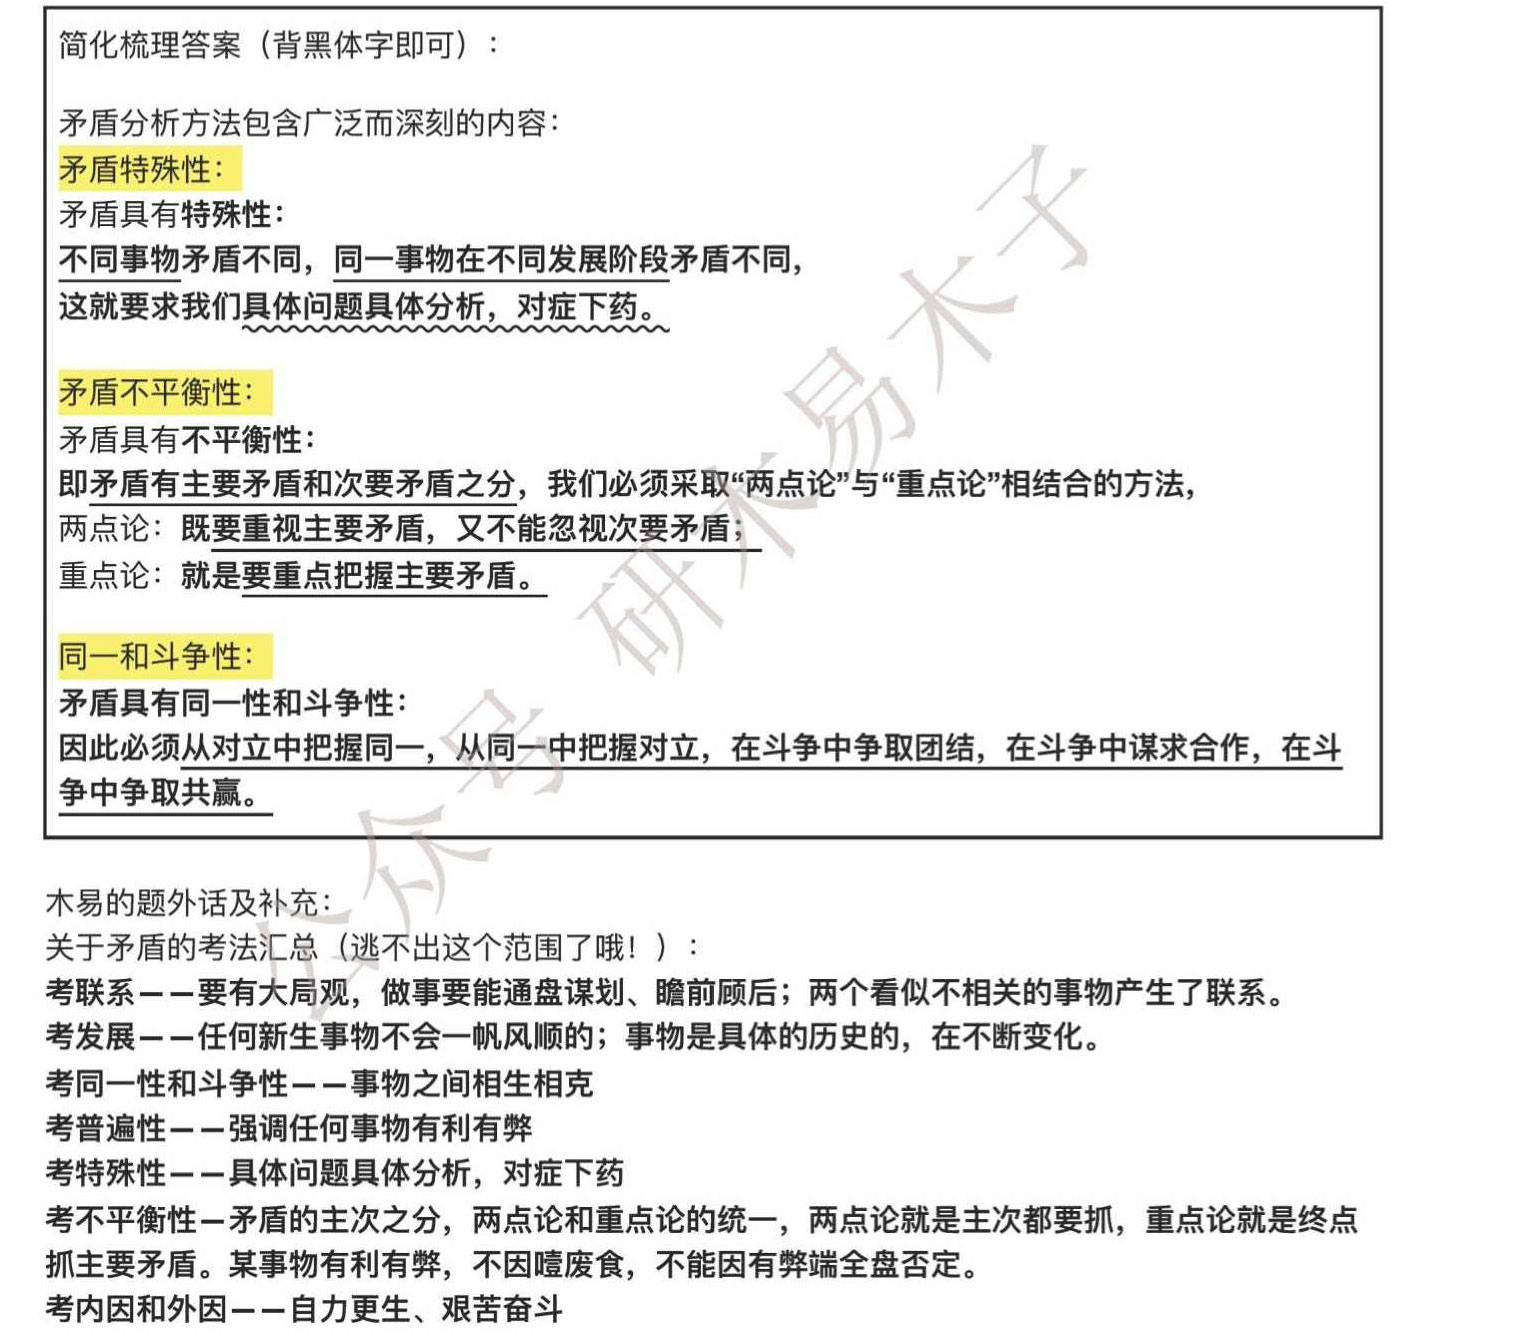 简化梳理答案（背黑体字即可）：
矛盾分析方法包含广泛而深刻的内容：
矛盾特殊性：
矛盾具有特殊性：
不同事物矛盾不同，同一事物在不同发展阶段矛盾不同，
这就要求我们具体问题具体分析，对症下药。
矛盾不平衡性：
矛盾具有不平衡性：
即矛盾有主要矛盾和次要矛盾之分，我们必须采取“两点论”与“重点论”相结合的方法，
两点论：既要重视主要矛盾，又不能忽视次要矛盾；
重点论：就是要重点把握主要矛盾。
同一和斗争性：
矛盾具有同一性和斗争性：
因此必须从对立中把握同一，从同一中把握对立，在斗争中争取团结，在斗争中谋求合作，在斗
争中争取共赢。
木易的题外话及补充：
关于矛盾的考法汇总（逃不出这个范围了哦！）：
考联系——要有大局观，做事要能通盘谋划、瞻前顾后；两个看似不相关的事物产生了联系。
考发展——任何新生事物不会一帆风顺的；事物是具体的历史的，在不断变化。
考同一性和斗争性——事物之间相生相克
考普遍性——强调任何事物有利有弊
考特殊性——具体问题具体分析，对症下药
考不平衡性—矛盾的主次之分，两点论和重点论的统一，两点论就是主次都要抓，重点论就是终点
抓主要矛盾。某事物有利有弊，不因噎废食，不能因有弊端全盘否定。
考内因和外因——自力更生、艰苦奋斗
公众号 研木易木子